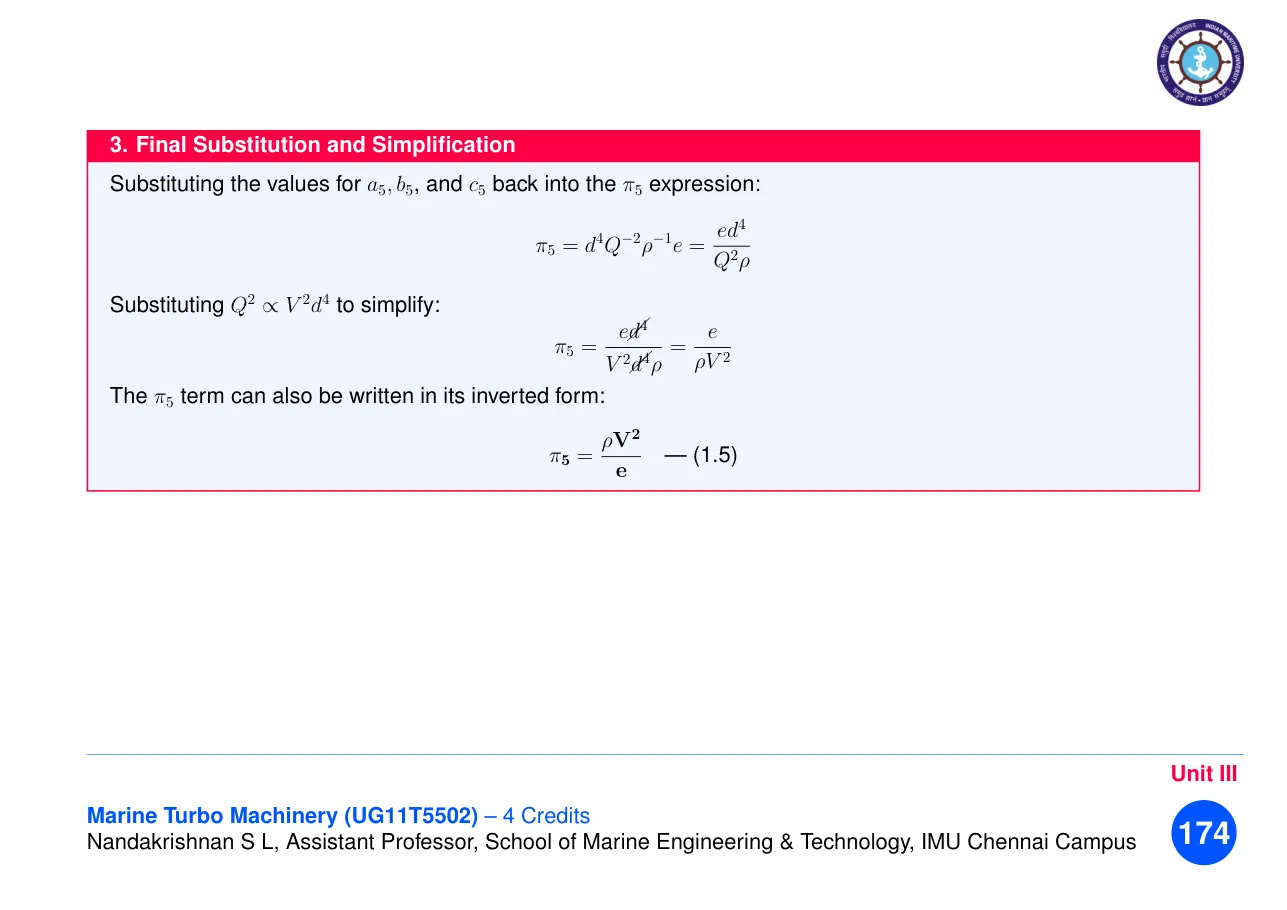 INDIAN MARITIME UNIVERSITY
3. Final Substitution and Simplification
Substituting the values for a₅, b₅, and c₅ back into the π₅ expression:
π₅ = d⁴Q⁻²ρ⁻¹e = ed⁴/Q²ρ
Substituting Q² ∝ V²d⁴ to simplify:
π₅ = ed⁴/V²d⁴ρ = e/ρV²
The π₅ term can also be written in its inverted form:
π₅ = ρV²/e — (1.5)
Unit III
Marine Turbo Machinery (UG11T5502) – 4 Credits
Nandakrishnan S L, Assistant Professor, School of Marine Engineering & Technology, IMU Chennai Campus
174